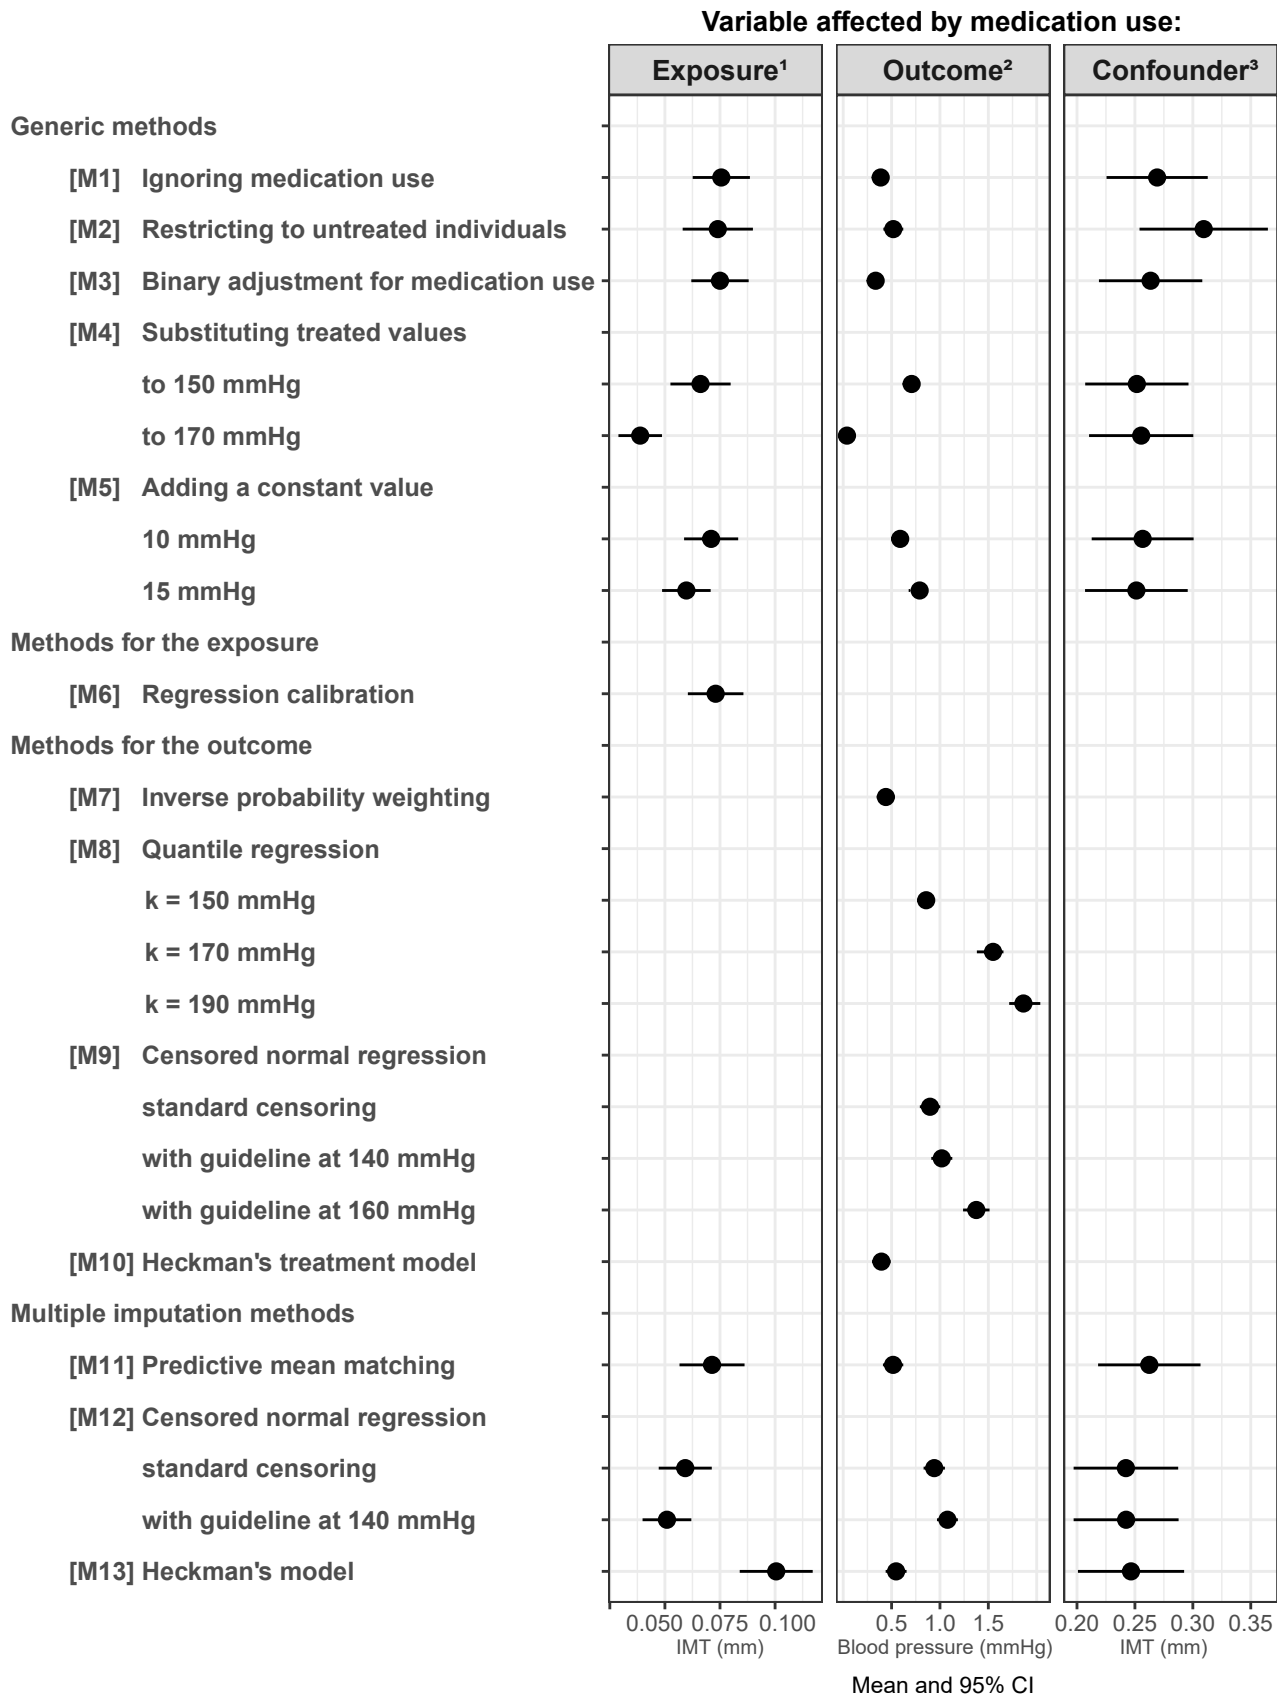 Variable affected by medication use:
Exposure¹ Outcome² Confounder³
Generic methods
[M1] Ignoring medication use
[M2] Restricting to untreated individuals
[M3] Binary adjustment for medication use
[M4] Substituting treated values
to 150 mmHg
to 170 mmHg
[M5] Adding a constant value
10 mmHg
15 mmHg
Methods for the exposure
[M6] Regression calibration
Methods for the outcome
[M7] Inverse probability weighting
[M8] Quantile regression
k = 150 mmHg
k = 170 mmHg
k = 190 mmHg
[M9] Censored normal regression
standard censoring
with guideline at 140 mmHg
with guideline at 160 mmHg
[M10] Heckman's treatment model
Multiple imputation methods
[M11] Predictive mean matching
[M12] Censored normal regression
standard censoring
with guideline at 140 mmHg
[M13] Heckman's model
0.050 0.075 0.100 0.5 1.0 1.5 0.20 0.25 0.30 0.35
IMT (mm) Blood pressure (mmHg) IMT (mm)
Mean and 95% CI